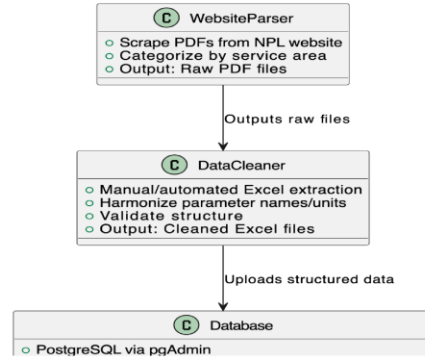 C WebsiteParser
Scrape PDFs from NPL website
Categorize by service area
Output: Raw PDF files
Outputs raw files
C DataCleaner
Manual/automated Excel extraction
Harmonize parameter names/units
Validate structure
Output: Cleaned Excel files
Uploads structured data
C Database
PostgreSQL via pgAdmin